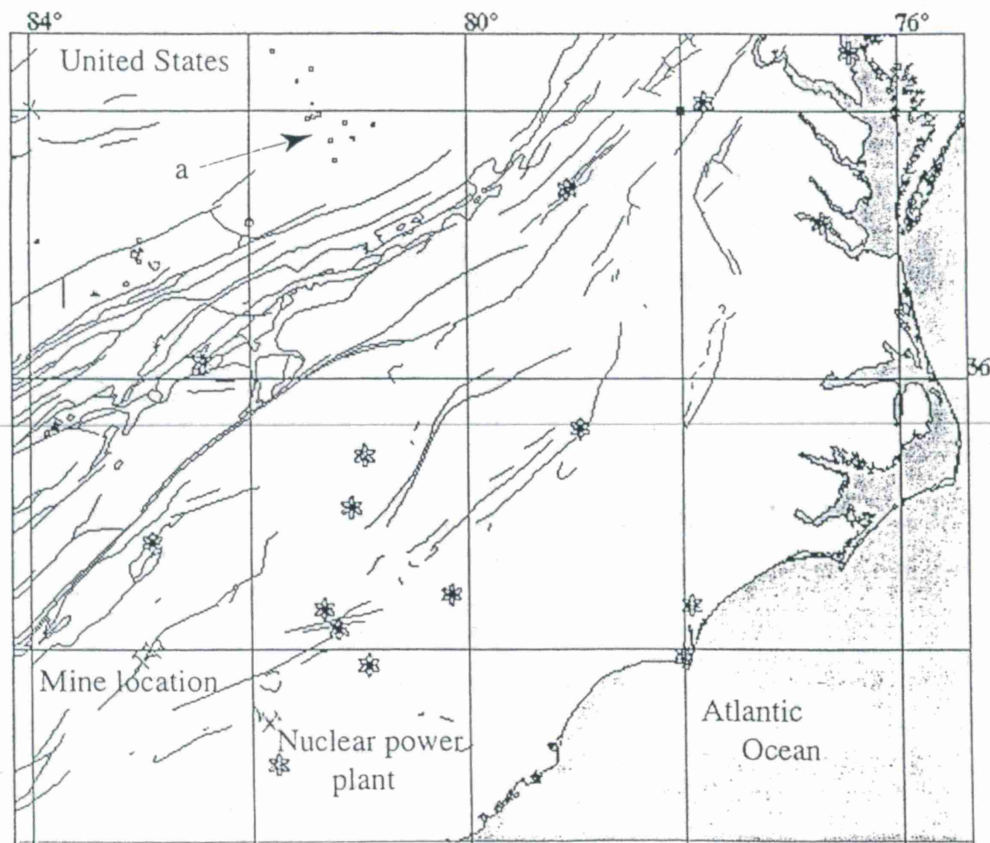 84°
80°
76°
United States
a
?
36
Mine location
Nuclear power
plant
Atlantic
Ocean